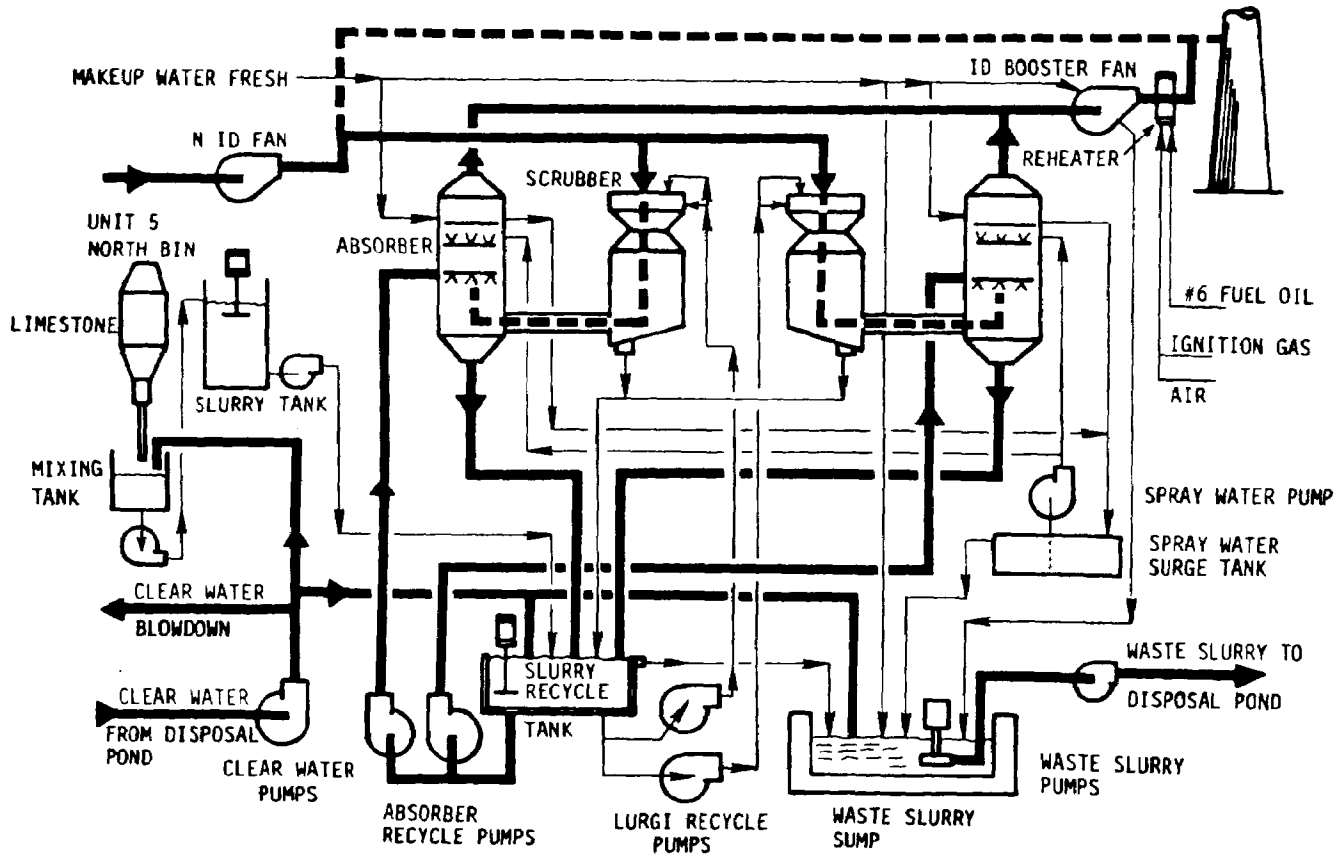 MAKEUP WATER FRESH
ID BOOSTER FAN
N ID FAN
SCRUBBER
REHEATER
UNIT 5
NORTH BIN
ABSORBER
#6 FUEL OIL
LIMESTONE
IGNITION GAS
AIR
SLURRY TANK
MIXING
TANK
SPRAY WATER PUMP
SPRAY WATER
SURGE TANK
CLEAR WATER
BLOWDOWN
SLURRY
RECYCLE
TANK
WASTE SLURRY TO
DISPOSAL POND
CLEAR WATER
FROM DISPOSAL
POND
CLEAR WATER
PUMPS
ABSORBER
RECYCLE PUMPS
LURGI RECYCLE
PUMPS
WASTE SLURRY
SUMP
WASTE SLURRY
PUMPS